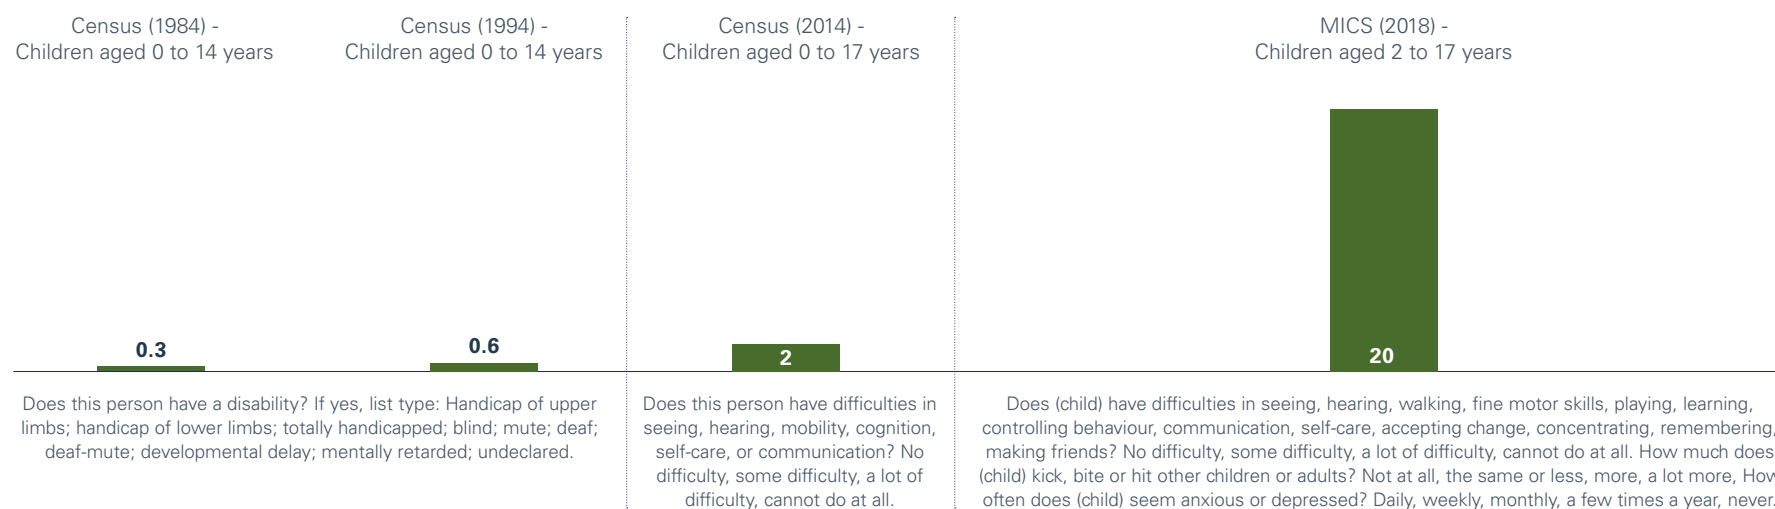 Census (1984) -
Children aged 0 to 14 years
Census (1994) -
Children aged 0 to 14 years
Census (2014) -
Children aged 0 to 17 years
MICS (2018) -
Children aged 2 to 17 years
0.3
0.6
2
20
Does this person have a disability? If yes, list type: Handicap of upper
limbs; handicap of lower limbs; totally handicapped; blind; mute; deaf;
deaf-mute; developmental delay; mentally retarded; undeclared.
Does this person have difficulties in
seeing, hearing, mobility, cognition,
self-care, or communication? No
difficulty, some difficulty, a lot of
difficulty, cannot do at all.
Does (child) have difficulties in seeing, hearing, walking, fine motor skills, playing, learning,
controlling behaviour, communication, self-care, accepting change, concentrating, remembering,
making friends? No difficulty, some difficulty, a lot of difficulty, cannot do at all. How much does
(child) kick, bite or hit other children or adults? Not at all, the same or less, more, a lot more, How
often does (child) seem anxious or depressed? Daily, weekly, monthly, a few times a year, never.